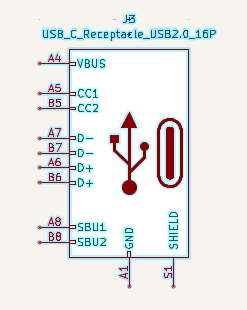 J3
USB_C_Receptacle_USB2.0_16P
A4 VBUS
A5 CC1
B5 CC2
A7 D-
B7 D-
A6 D+
B6 D+
A8 SBU1
B8 SBU2
GND SHIELD
A1 S1